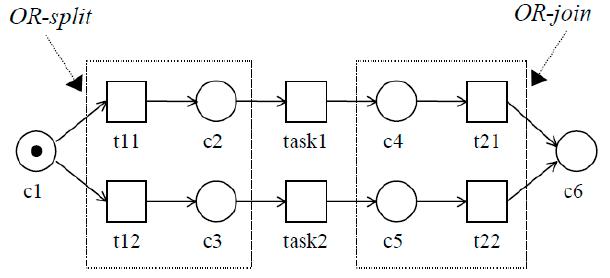 OR-split
OR-join
t11
c2
task1
c4
t21
c1
c6
t12
c3
task2
c5
t22